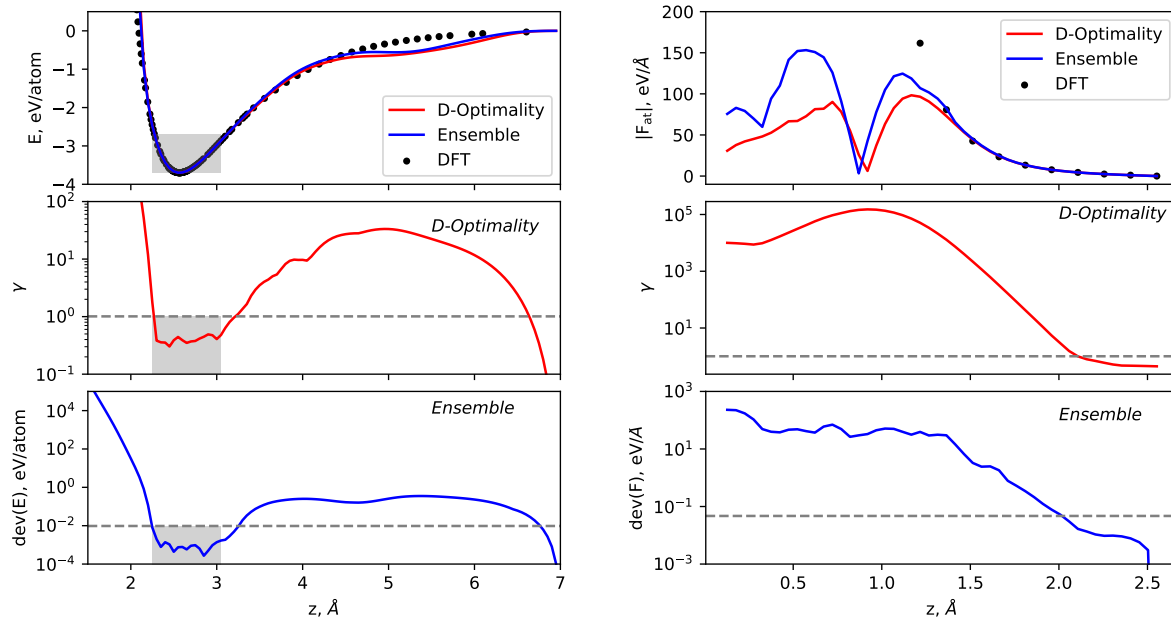 E, eV/atom
0
−1
−2
−3
−4
D-Optimality
Ensemble
DFT
|F_at|, eV/Å
200
150
100
50
0
D-Optimality
Ensemble
DFT
γ
10^2
10^1
10^0
10^−1
D-Optimality
γ
10^5
10^3
10^1
D-Optimality
dev(E), eV/atom
10^4
10^2
10^0
10^−2
10^−4
Ensemble
2 3 4 5 6 7
z, Å
dev(F), eV/Å
10^3
10^1
10^−1
10^−3
Ensemble
0.5 1.0 1.5 2.0 2.5
z, Å